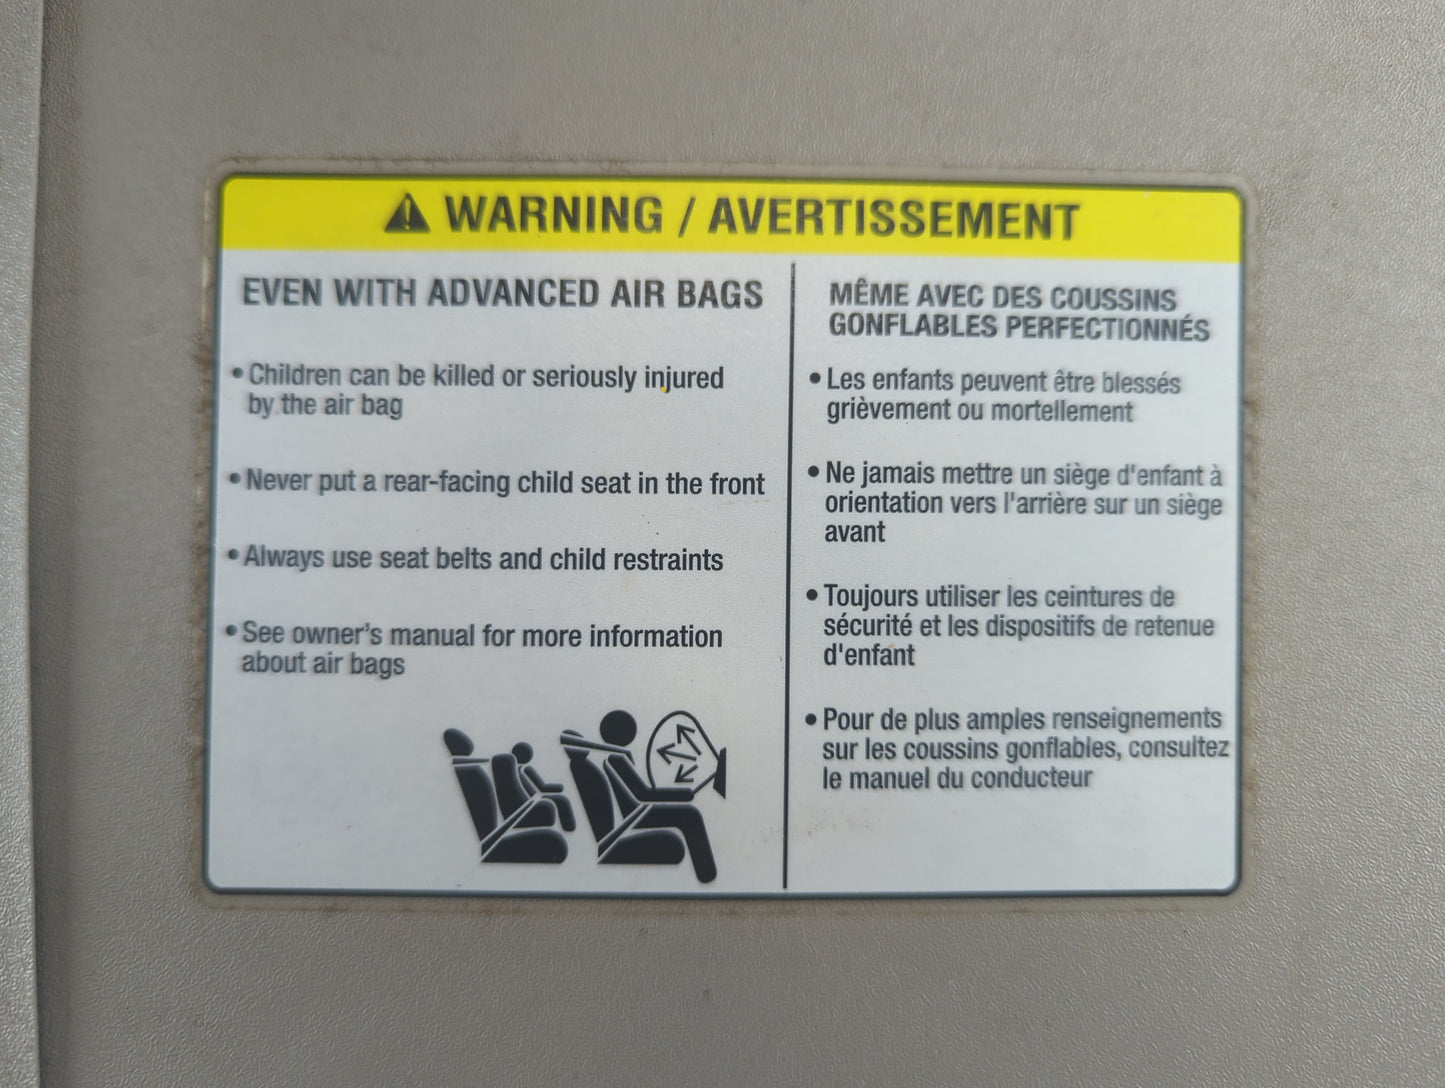 ⚠ WARNING / AVERTISSEMENT
EVEN WITH ADVANCED AIR BAGS
• Children can be killed or seriously injured
by the air bag
• Never put a rear-facing child seat in the front
• Always use seat belts and child restraints
• See owner's manual for more information
about air bags
MÊME AVEC DES COUSSINS
GONFLABLES PERFECTIONNÉS
• Les enfants peuvent être blessés
grièvement ou mortellement
• Ne jamais mettre un siège d'enfant à
orientation vers l'arrière sur un siège
avant
• Toujours utiliser les ceintures de
sécurité et les dispositifs de retenue
d'enfant
• Pour de plus amples renseignements
sur les coussins gonflables, consultez
le manuel du conducteur